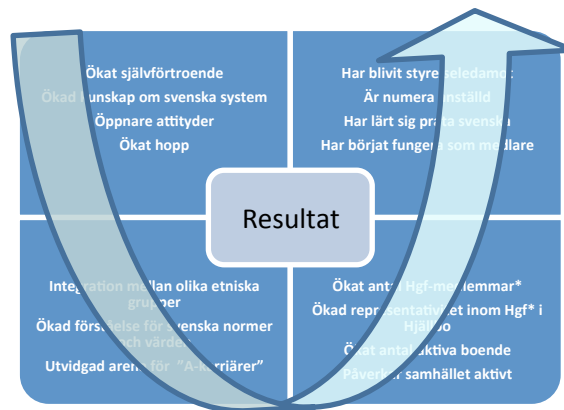 Ökat självförtroende
Ökad kunskap om svenska system
Öppnare attityder
Ökat hopp
Har blivit styrelseledamot
Är numera anställd
Har lärt sig prata svenska
Har börjat fungera som medlare
Resultat
Integration mellan olika etniska
grupper
Ökad förståelse för svenska normer
och värden
Utvidgad arena för "A-karriärer"
Ökat antal Hgf-medlemmar*
Ökad representativitet inom Hgf* i
Hjällbo
Ökat antal aktiva boende
Påverkar samhället aktivt